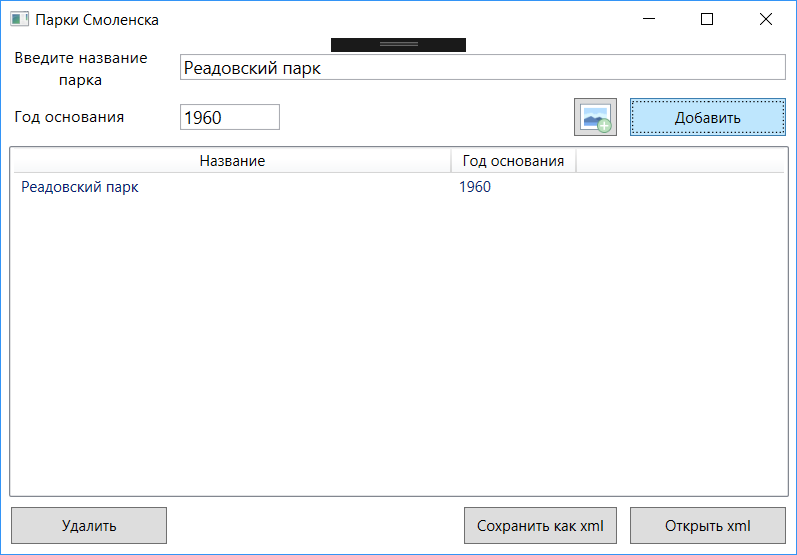 Парки Смоленска
Введите название
парка
Реадовский парк
Год основания
1960
Добавить
Название
Год основания
Реадовский парк
1960
Удалить
Сохранить как xml
Открыть xml